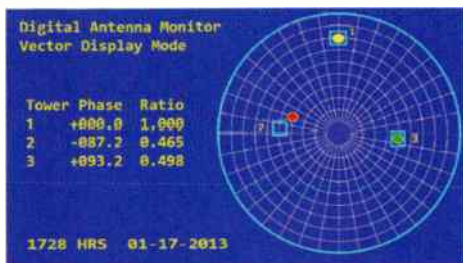 Digital Antenna Monitor
Vector Display Mode
Tower Phase Ratio
1 +000.0 1.000
2 -087.2 0.465
3 +093.2 0.498
1728 HRS 01-17-2013
1
2
3